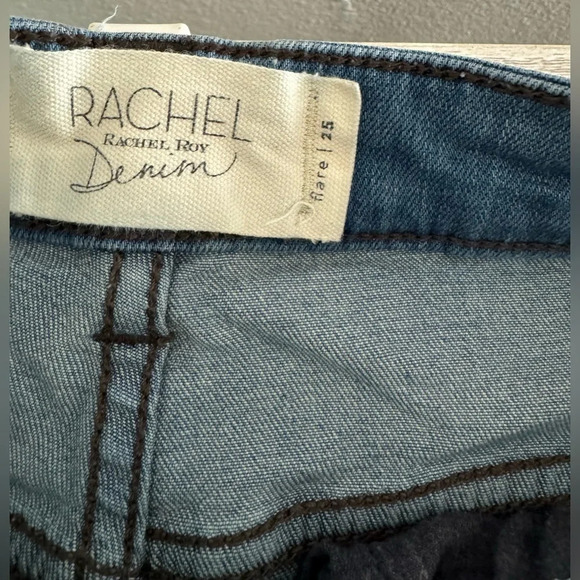 RACHEL
RACHEL ROY
Denim
flare | 25